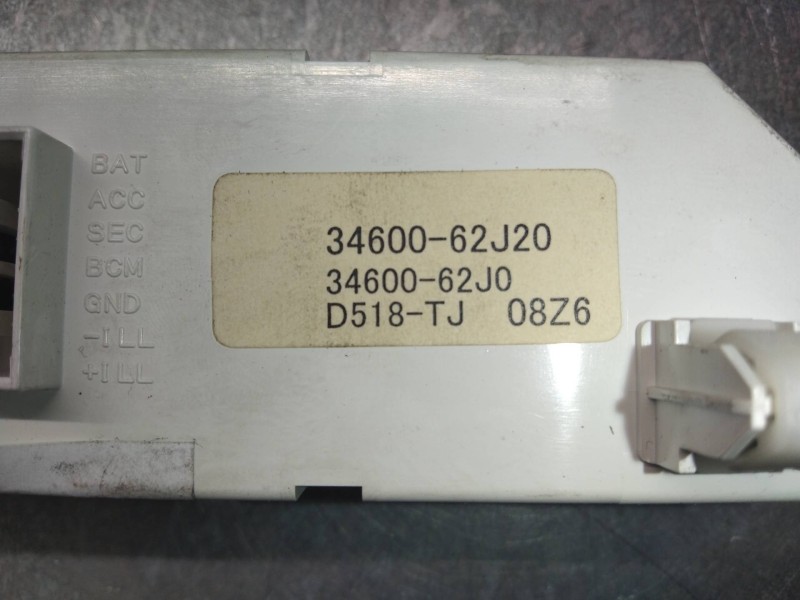 BAT
ACC
SEC
BCM
GND
-ILL
+ILL
34600-62J20
34600-62J0
D518-TJ 08Z6